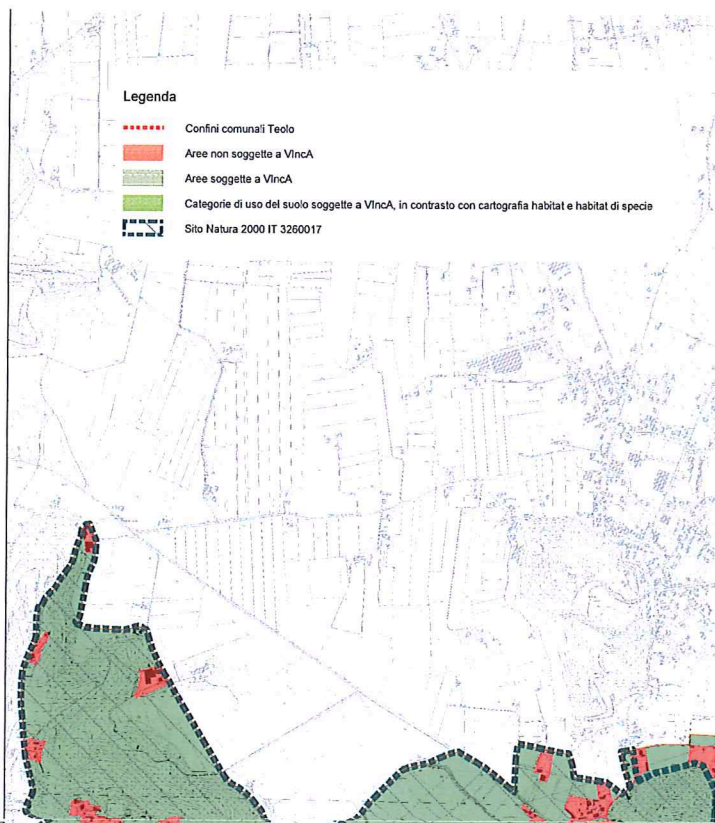 Legenda
Confini comunali Teolo
Aree non soggette a VIncA
Aree soggette a VIncA
Categorie di uso del suolo soggette a VIncA, in contrasto con cartografia habitat e habitat di specie
Sito Natura 2000 IT 3260017